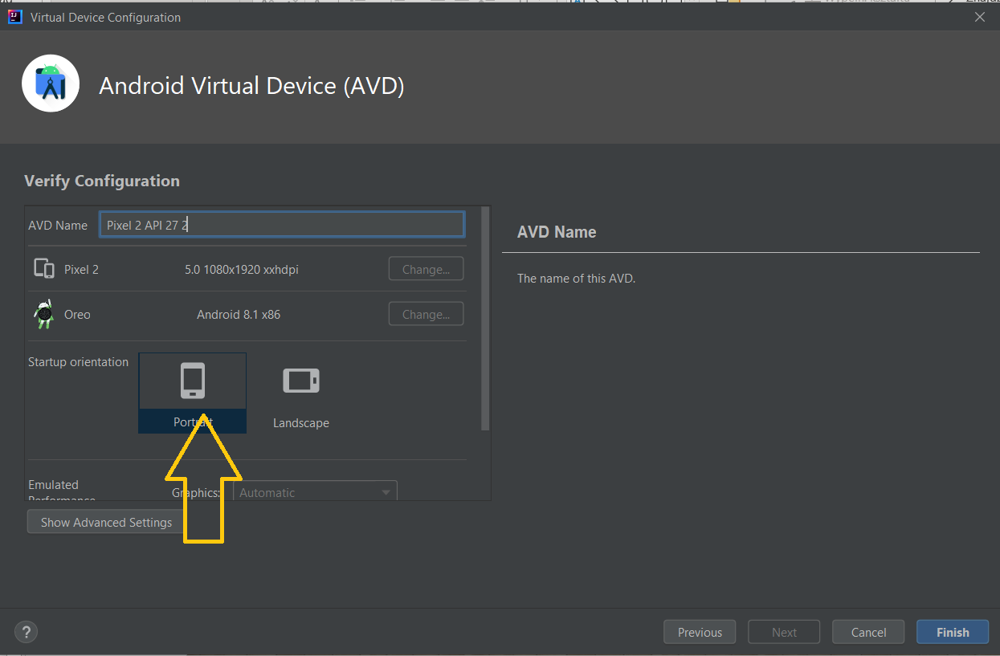 Virtual Device Configuration
Android Virtual Device (AVD)
Verify Configuration
AVD Name Pixel 2 API 27 2
Pixel 2 5.0 1080x1920 xxhdpi Change...
Oreo Android 8.1 x86 Change...
Startup orientation
Portrait Landscape
Emulated
Performance
Graphics: Automatic
Show Advanced Settings
AVD Name
The name of this AVD.
? Previous Next Cancel Finish